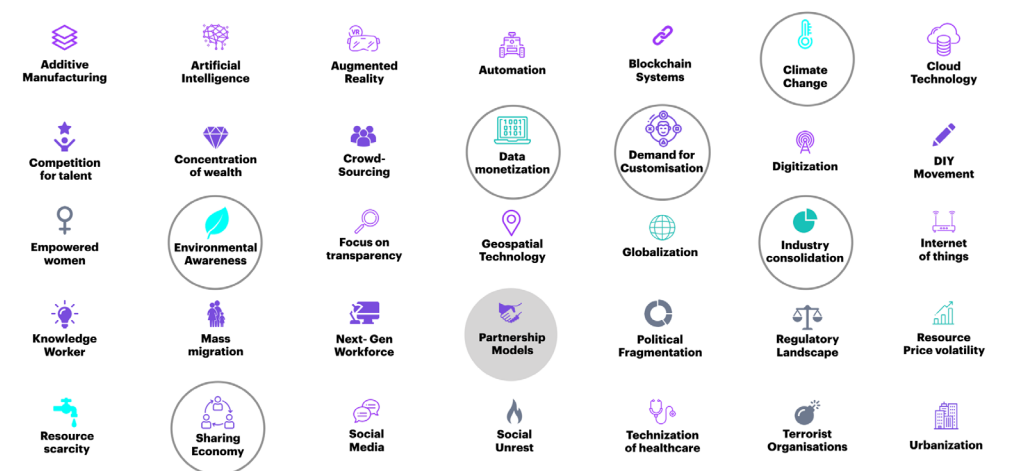 Additive
Manufacturing
Artificial
Intelligence
VR
Augmented
Reality
Automation
Blockchain
Systems
Climate
Change
Cloud
Technology
Competition
for talent
Concentration
of wealth
Crowd-
Sourcing
1001
0101
0101
Data
monetization
Demand for
Customisation
Digitization
DIY
Movement
Empowered
women
Environmental
Awareness
Focus on
transparency
Geospatial
Technology
Globalization
Industry
consolidation
Internet
of things
Knowledge
Worker
Mass
migration
Next- Gen
Workforce
Partnership
Models
Political
Fragmentation
Regulatory
Landscape
Resource
Price volatility
Resource
scarcity
Sharing
Economy
Social
Media
Social
Unrest
Technization
of healthcare
Terrorist
Organisations
Urbanization